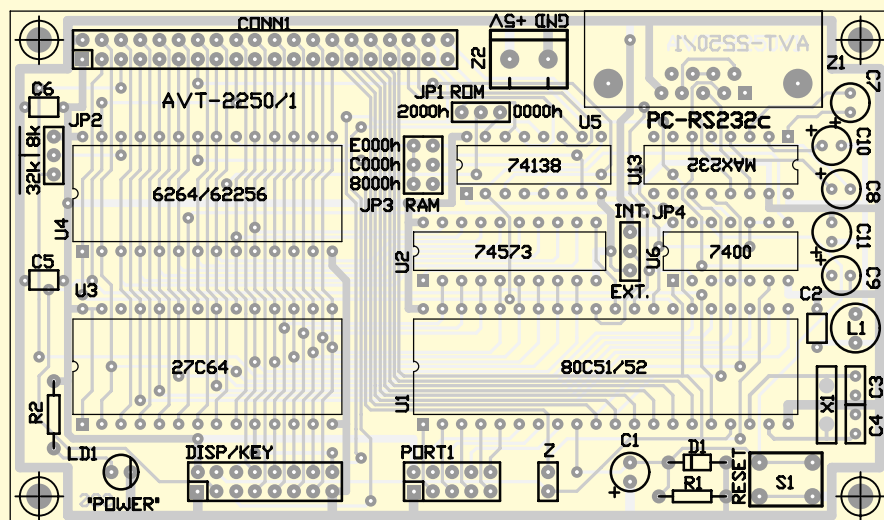 CONN1
GND +5V
Z2
AVT-2250/1
Z1
C7
C6
AVT-2250/1
JP1 ROM
2000h
0000h
U5
PC-RS232c
C10
JP2
32k 8k
E000h
C000h
8000h
JP3 RAM
74138
U13
MAX232
6264/62256
U4
C8
INT.
JP4
C11
U2
74573
U6
7400
C5
U3
EXT.
C9
C2
L1
27C64
U1
80C51/52
X1
C3
C4
R2
LD1
DISP/KEY
PORT1
Z
C1
D1
RESET
S1
R1
"POWER"